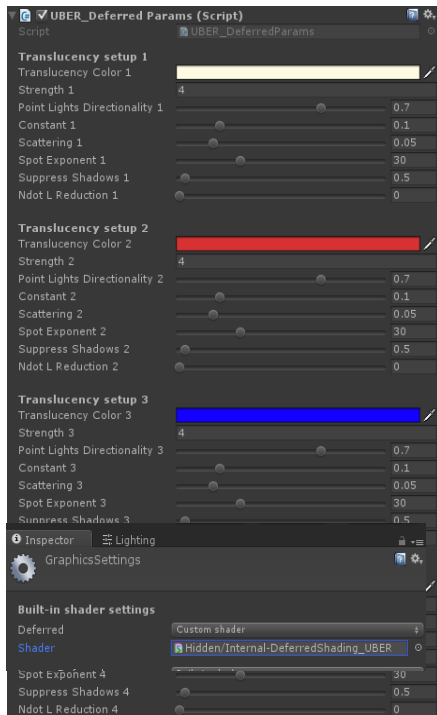 UBER_Deferred Params (Script)
Script UBER_DeferredParams
Translucency setup 1
Translucency Color 1
Strength 1 4
Point Lights Directionality 1 0.7
Constant 1 0.1
Scattering 1 0.05
Spot Exponent 1 30
Suppress Shadows 1 0.5
Ndot L Reduction 1 0
Translucency setup 2
Translucency Color 2
Strength 2 4
Point Lights Directionality 2 0.7
Constant 2 0.1
Scattering 2 0.05
Spot Exponent 2 30
Suppress Shadows 2 0.5
Ndot L Reduction 2 0
Translucency setup 3
Translucency Color 3
Strength 3 4
Point Lights Directionality 3 0.7
Constant 3 0.1
Scattering 3 0.05
Spot Exponent 3 30
Suppress Shadows 3 0.5
Inspector Lighting
GraphicsSettings
Built-in shader settings
Deferred Custom shader
Shader Hidden/Internal-DeferredShading_UBER
Spot Exponent 4 30
Suppress Shadows 4 0.5
Ndot L Reduction 4 0